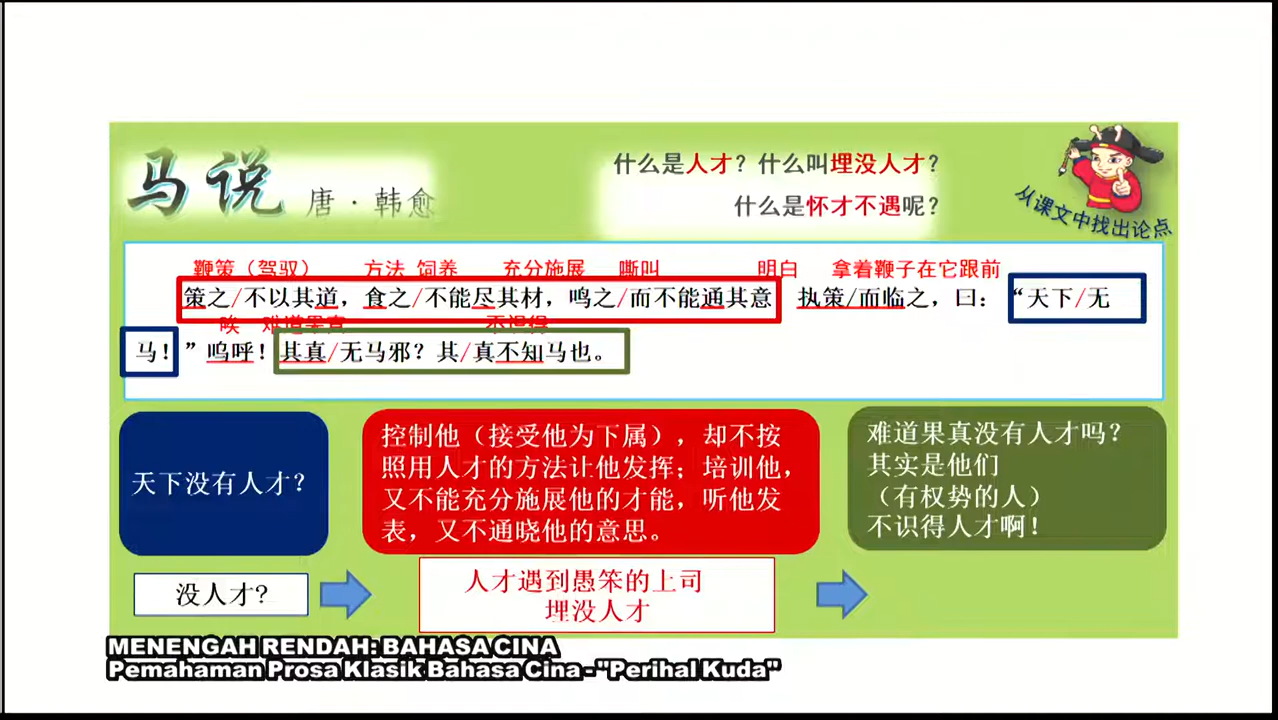 马说 唐·韩愈
什么是人才？什么叫埋没人才？
什么是怀才不遇呢？
从课文中找出论点
鞭策（驾驭） 方法 饲养 充分施展 嘶叫 明白 拿着鞭子在它跟前
策之/不以其道，食之/不能尽其材，鸣之/而不能通其意 执策/而临之，曰：“天下/无
唉 难道果真 不识得
马！”呜呼！其真/无马邪？其/真不知马也。
天下没有人才？
控制他（接受他为下属），却不按
照用人才的方法让他发挥；培训他，
又不能充分施展他的才能，听他发
表，又不通晓他的意思。
难道果真没有人才吗？
其实是他们
（有权势的人）
不识得人才啊！
没人才?
人才遇到愚笨的上司
埋没人才
MENENGAH RENDAH: BAHASA CINA
Pemahaman Prosa Klasik Bahasa Cina - "Perihal Kuda"